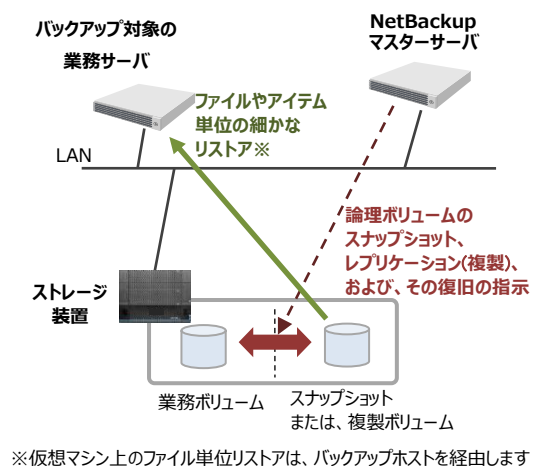 バックアップ対象の
業務サーバ
NetBackup
マスターサーバ
ファイルやアイテム
単位の細かな
リストア※
LAN
論理ボリュームの
スナップショット、
レプリケーション(複製)、
および、その復旧の指示
ストレージ
装置
業務ボリューム
スナップショット
または、複製ボリューム
※仮想マシン上のファイル単位リストアは、バックアップホストを経由します